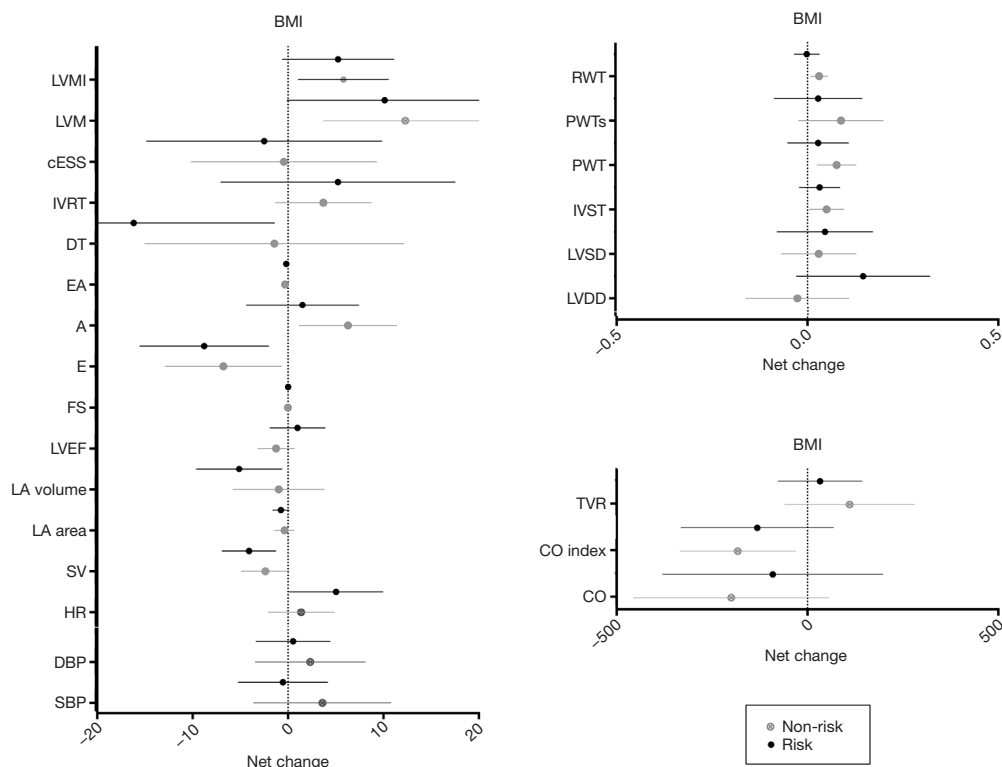 BMI
LVMI
LVM
cESS
IVRT
DT
EA
A
E
FS
LVEF
LA volume
LA area
SV
HR
DBP
SBP
−20
−10
0
10
20
Net change
BMI
RWT
PWTs
PWT
IVST
LVSD
LVDD
−0.5
0.0
0.5
Net change
BMI
TVR
CO index
CO
−500
0
500
Net change
Non-risk
Risk